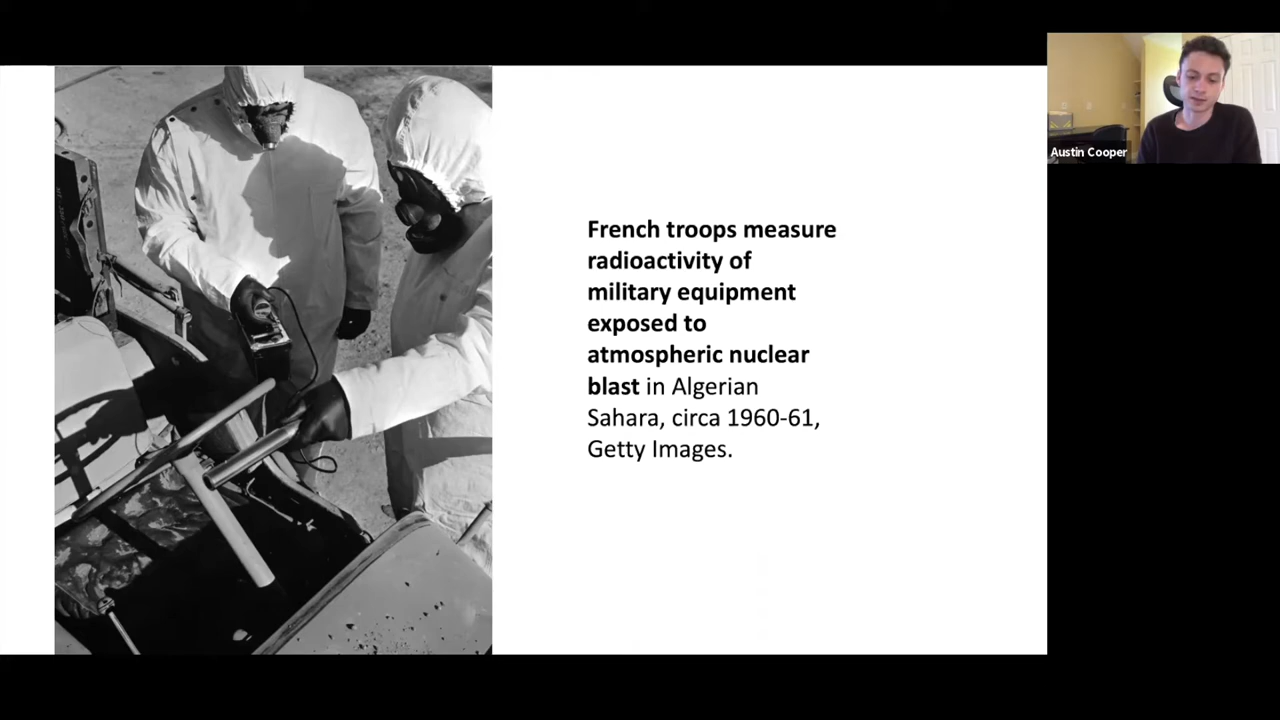 Austin Cooper
French troops measure
radioactivity of
military equipment
exposed to
atmospheric nuclear
blast in Algerian
Sahara, circa 1960-61,
Getty Images.